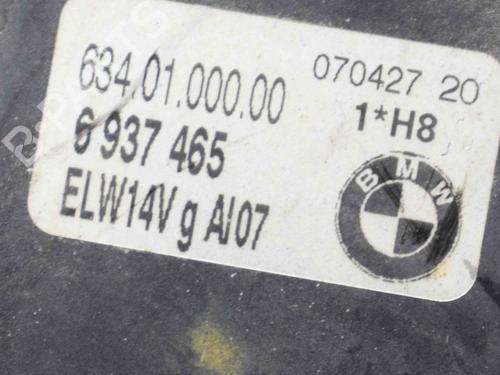 634.01.000.00
070427 20
6 937 465
1*H8
ELW14V g AI07
BMW